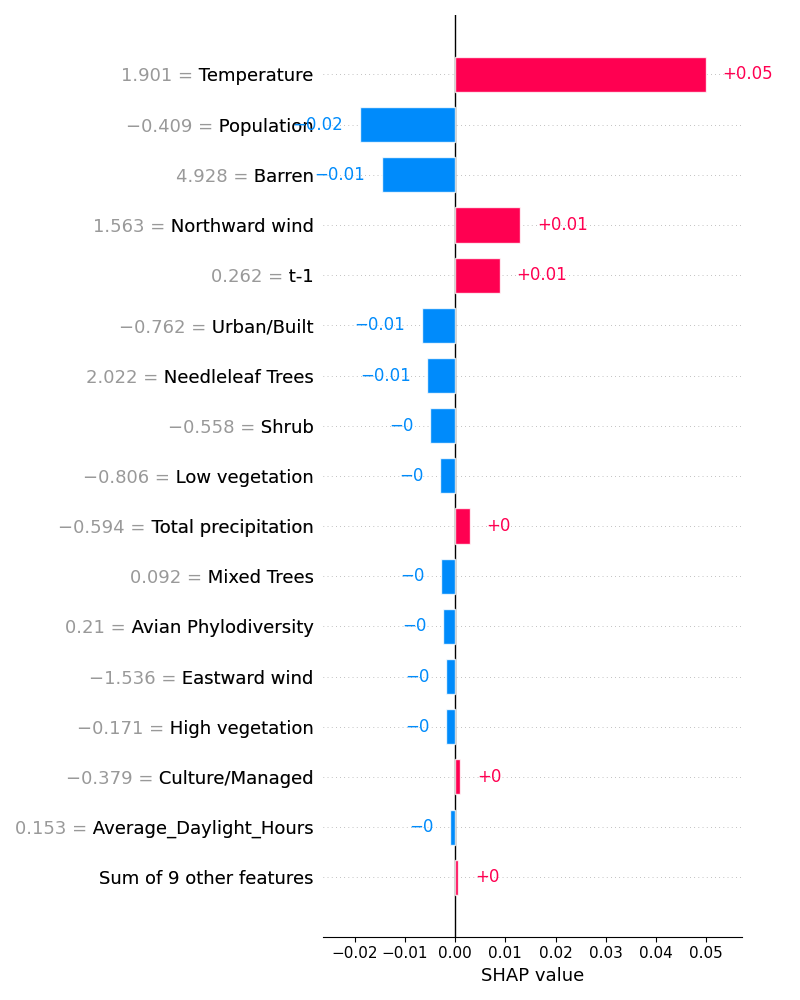 1.901 = Temperature +0.05
−0.409 = Population −0.02
4.928 = Barren −0.01
1.563 = Northward wind +0.01
0.262 = t-1 +0.01
−0.762 = Urban/Built −0.01
2.022 = Needleleaf Trees −0.01
−0.558 = Shrub −0
−0.806 = Low vegetation −0
−0.594 = Total precipitation +0
0.092 = Mixed Trees −0
0.21 = Avian Phylodiversity −0
−1.536 = Eastward wind −0
−0.171 = High vegetation −0
−0.379 = Culture/Managed +0
0.153 = Average_Daylight_Hours −0
Sum of 9 other features +0
−0.02 −0.01 0.00 0.01 0.02 0.03 0.04 0.05
SHAP value